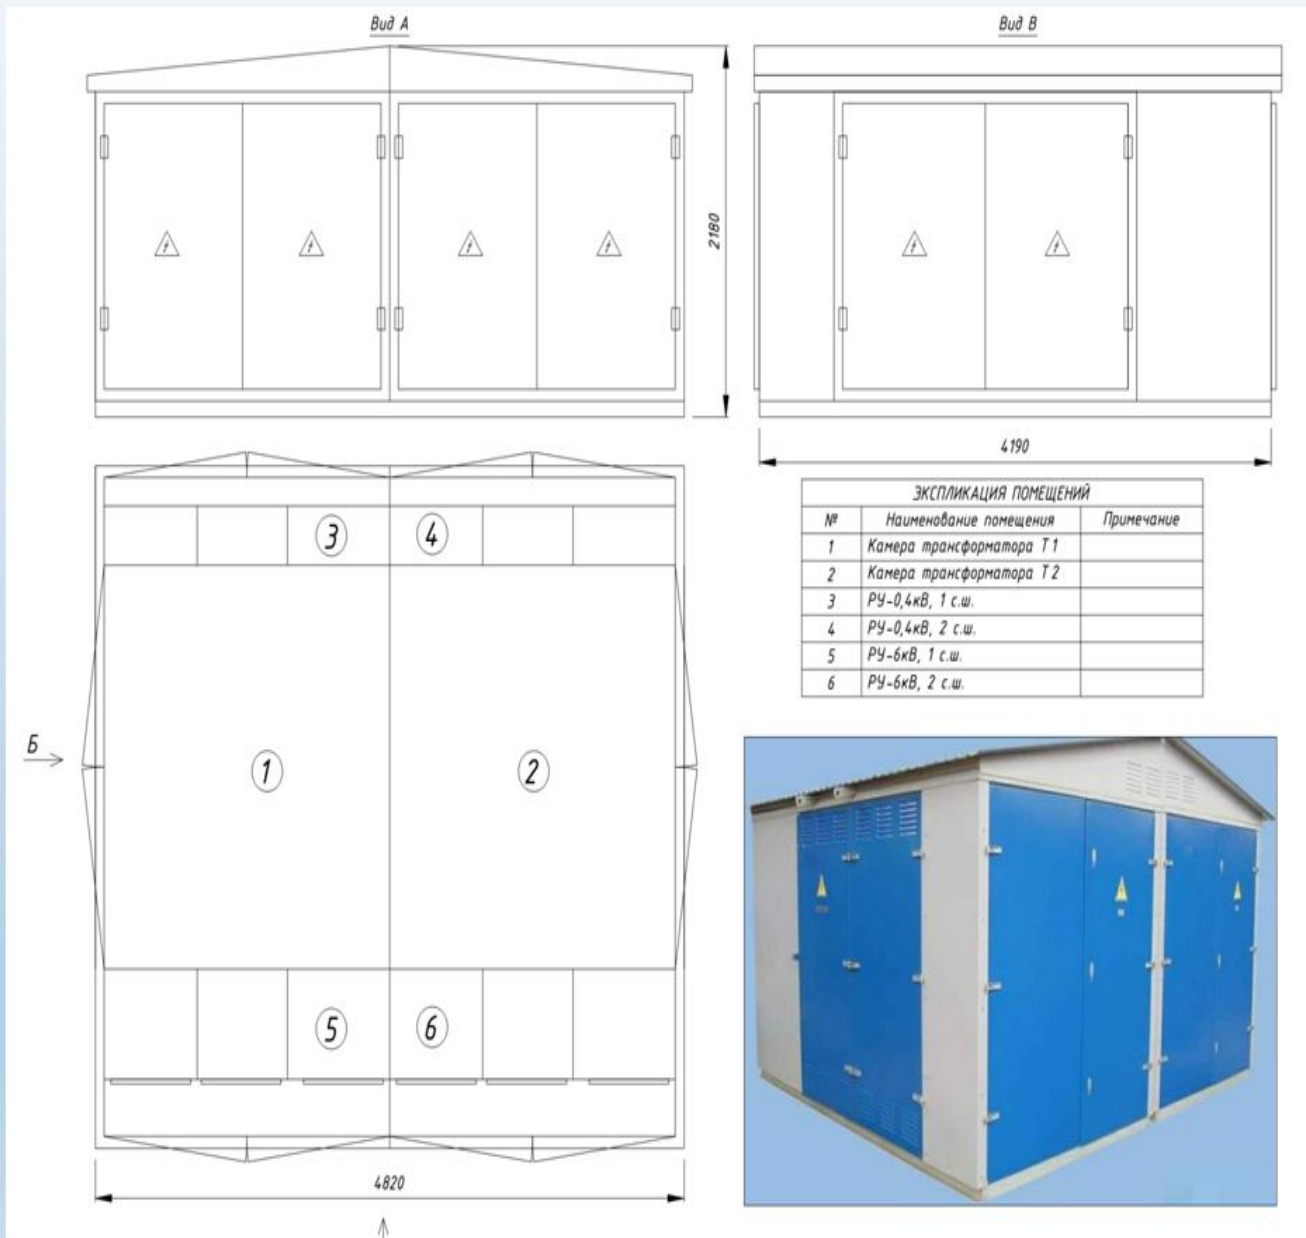 Вид А
Вид В
2180
4190
ЭКСПЛИКАЦИЯ ПОМЕЩЕНИЙ
№ Наименование помещения Примечание
1 Камера трансформатора Т1
2 Камера трансформатора Т2
3 РУ-0,4кВ, 1 с.ш.
4 РУ-0,4кВ, 2 с.ш.
5 РУ-6кВ, 1 с.ш.
6 РУ-6кВ, 2 с.ш.
3 4
Б
1 2
5 6
4820